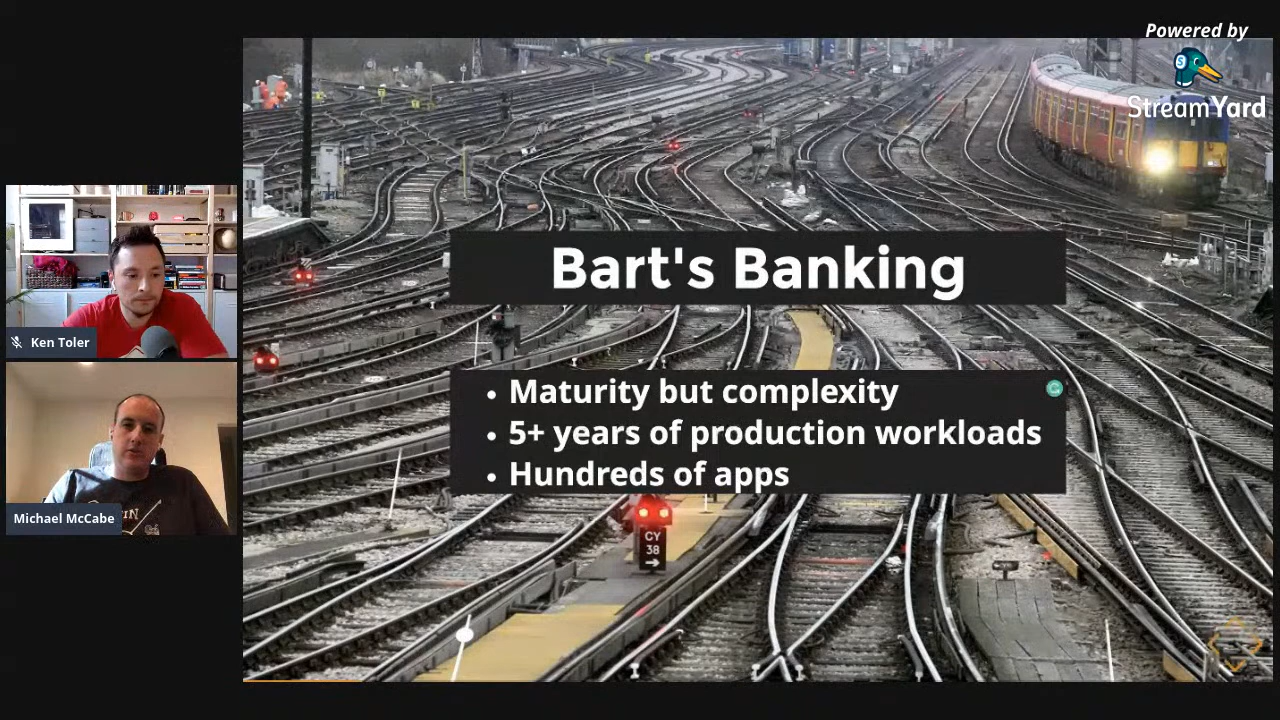 Powered by
StreamYard
Bart's Banking
Maturity but complexity
5+ years of production workloads
Hundreds of apps
CY
38
Ken Toler
Michael McCabe